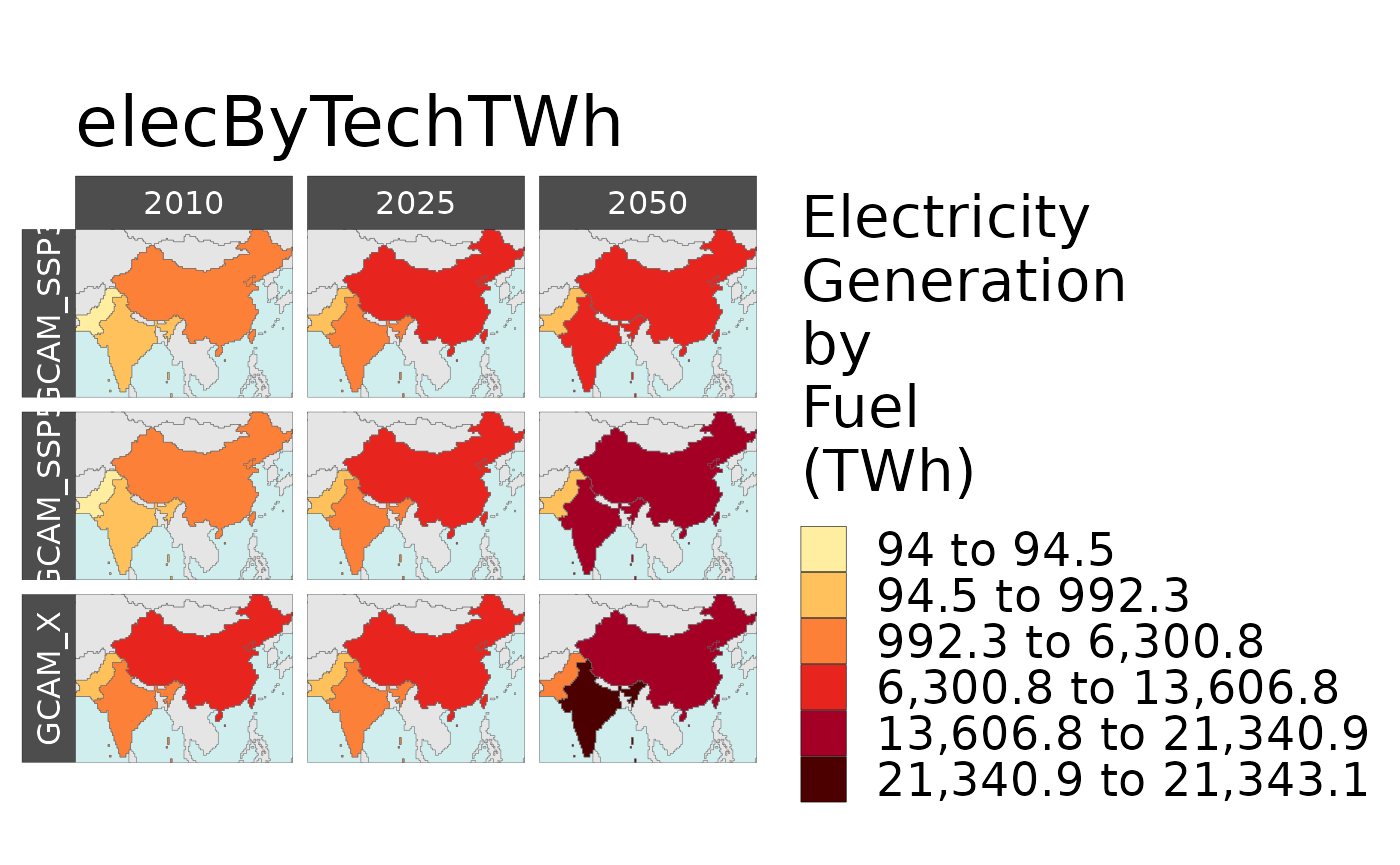 elecByTechTWh
2010
2025
2050
GCAM_X
Electricity
Generation
by
Fuel
(TWh)
94 to 94.5
94.5 to 992.3
992.3 to 6,300.8
6,300.8 to 13,606.8
13,606.8 to 21,340.9
21,340.9 to 21,343.1